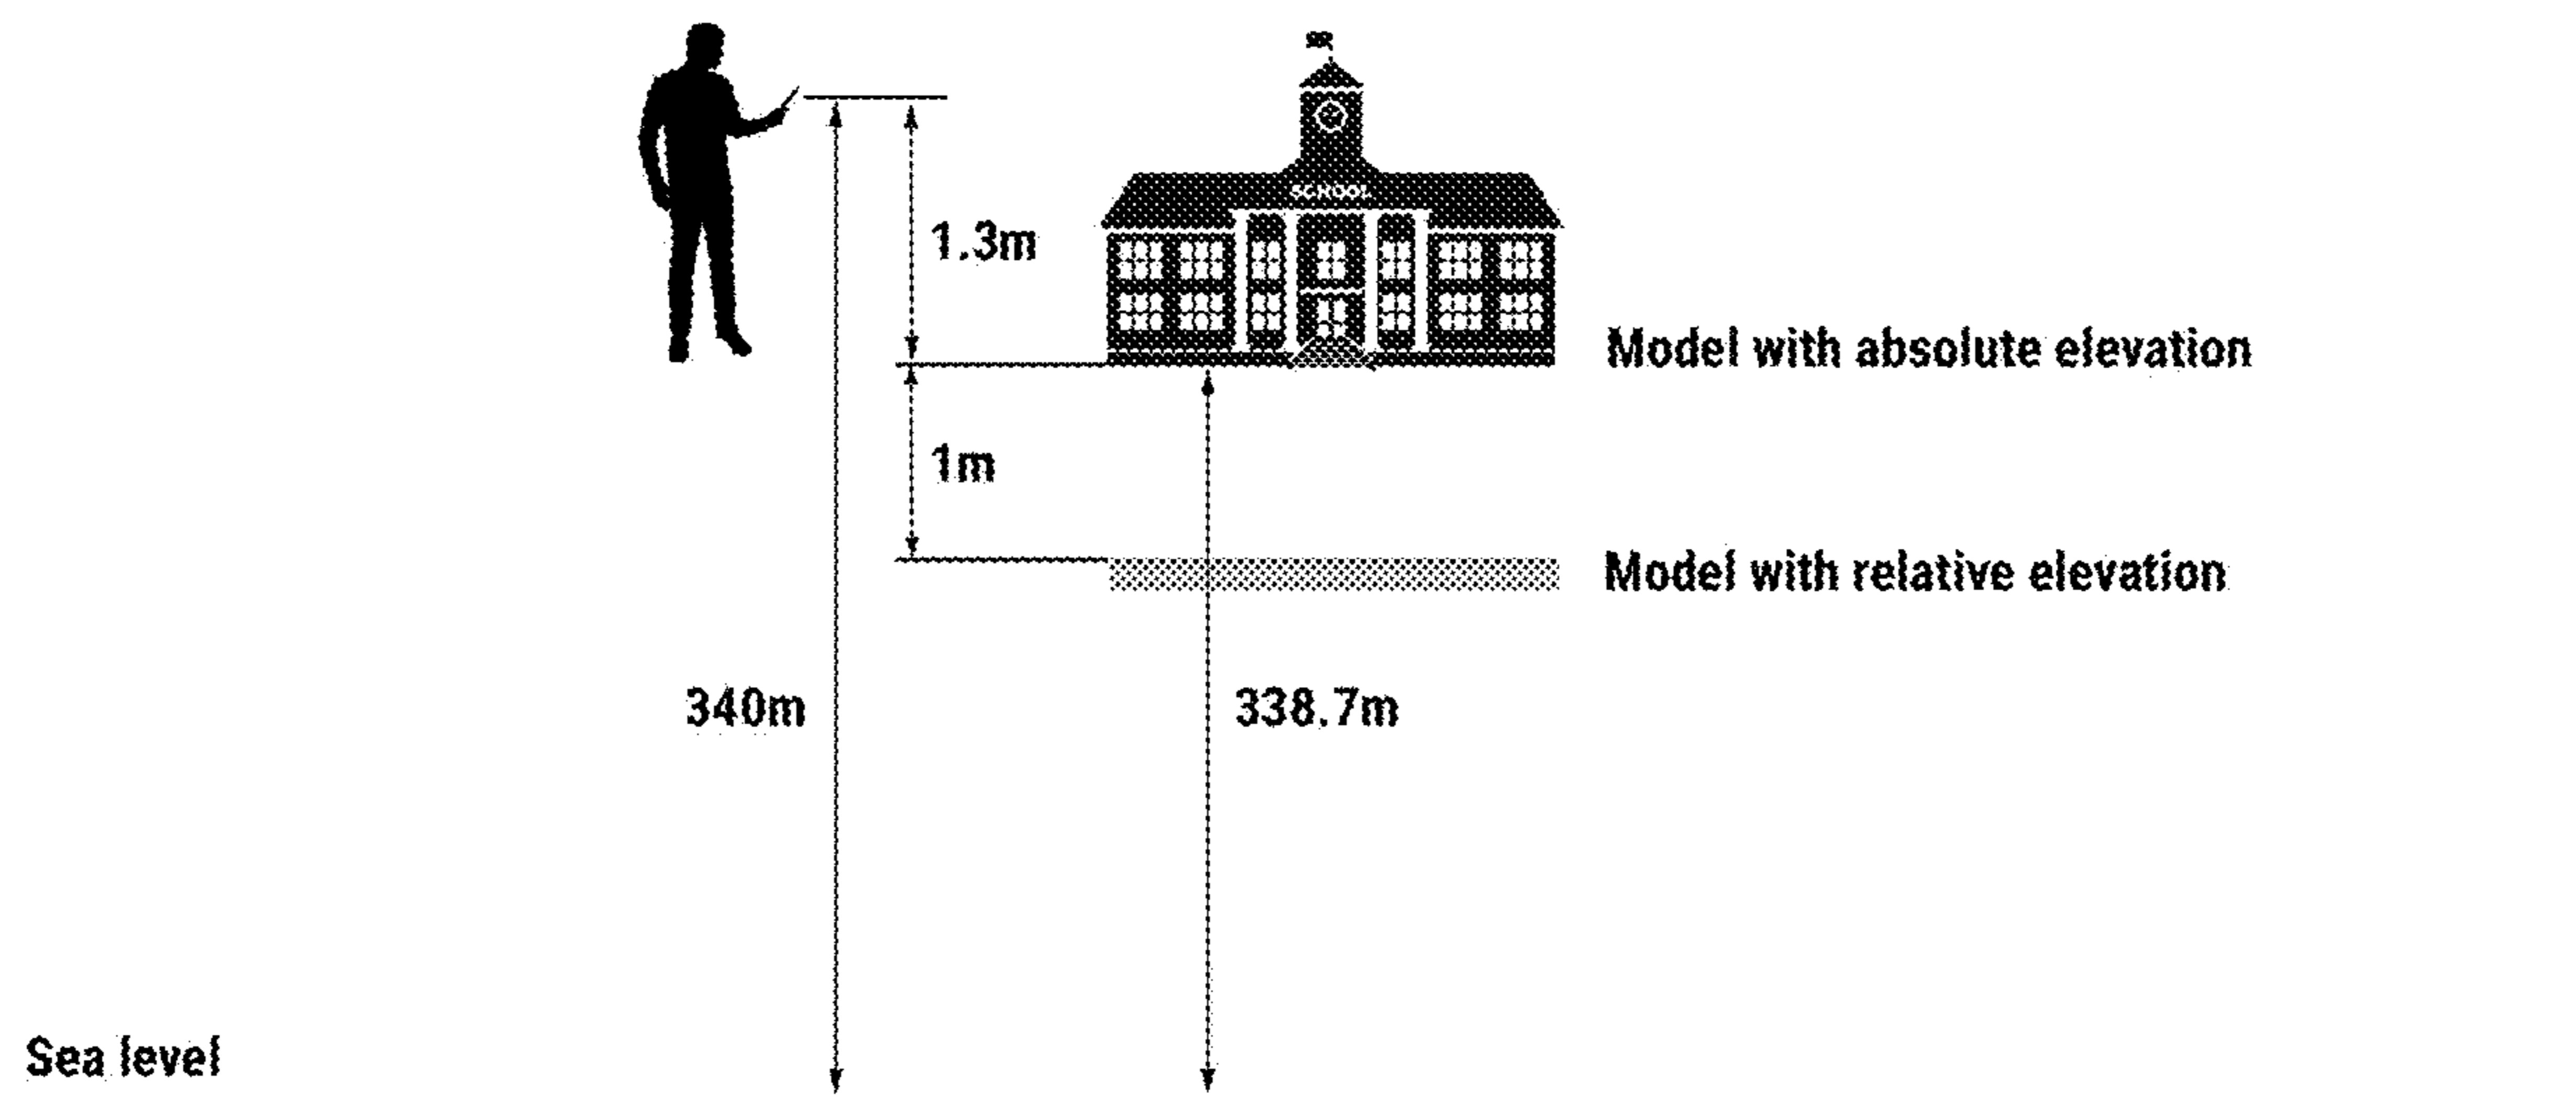 SCHOOL
1.3m
Model with absolute elevation
1m
Model with relative elevation
340m
338.7m
Sea level